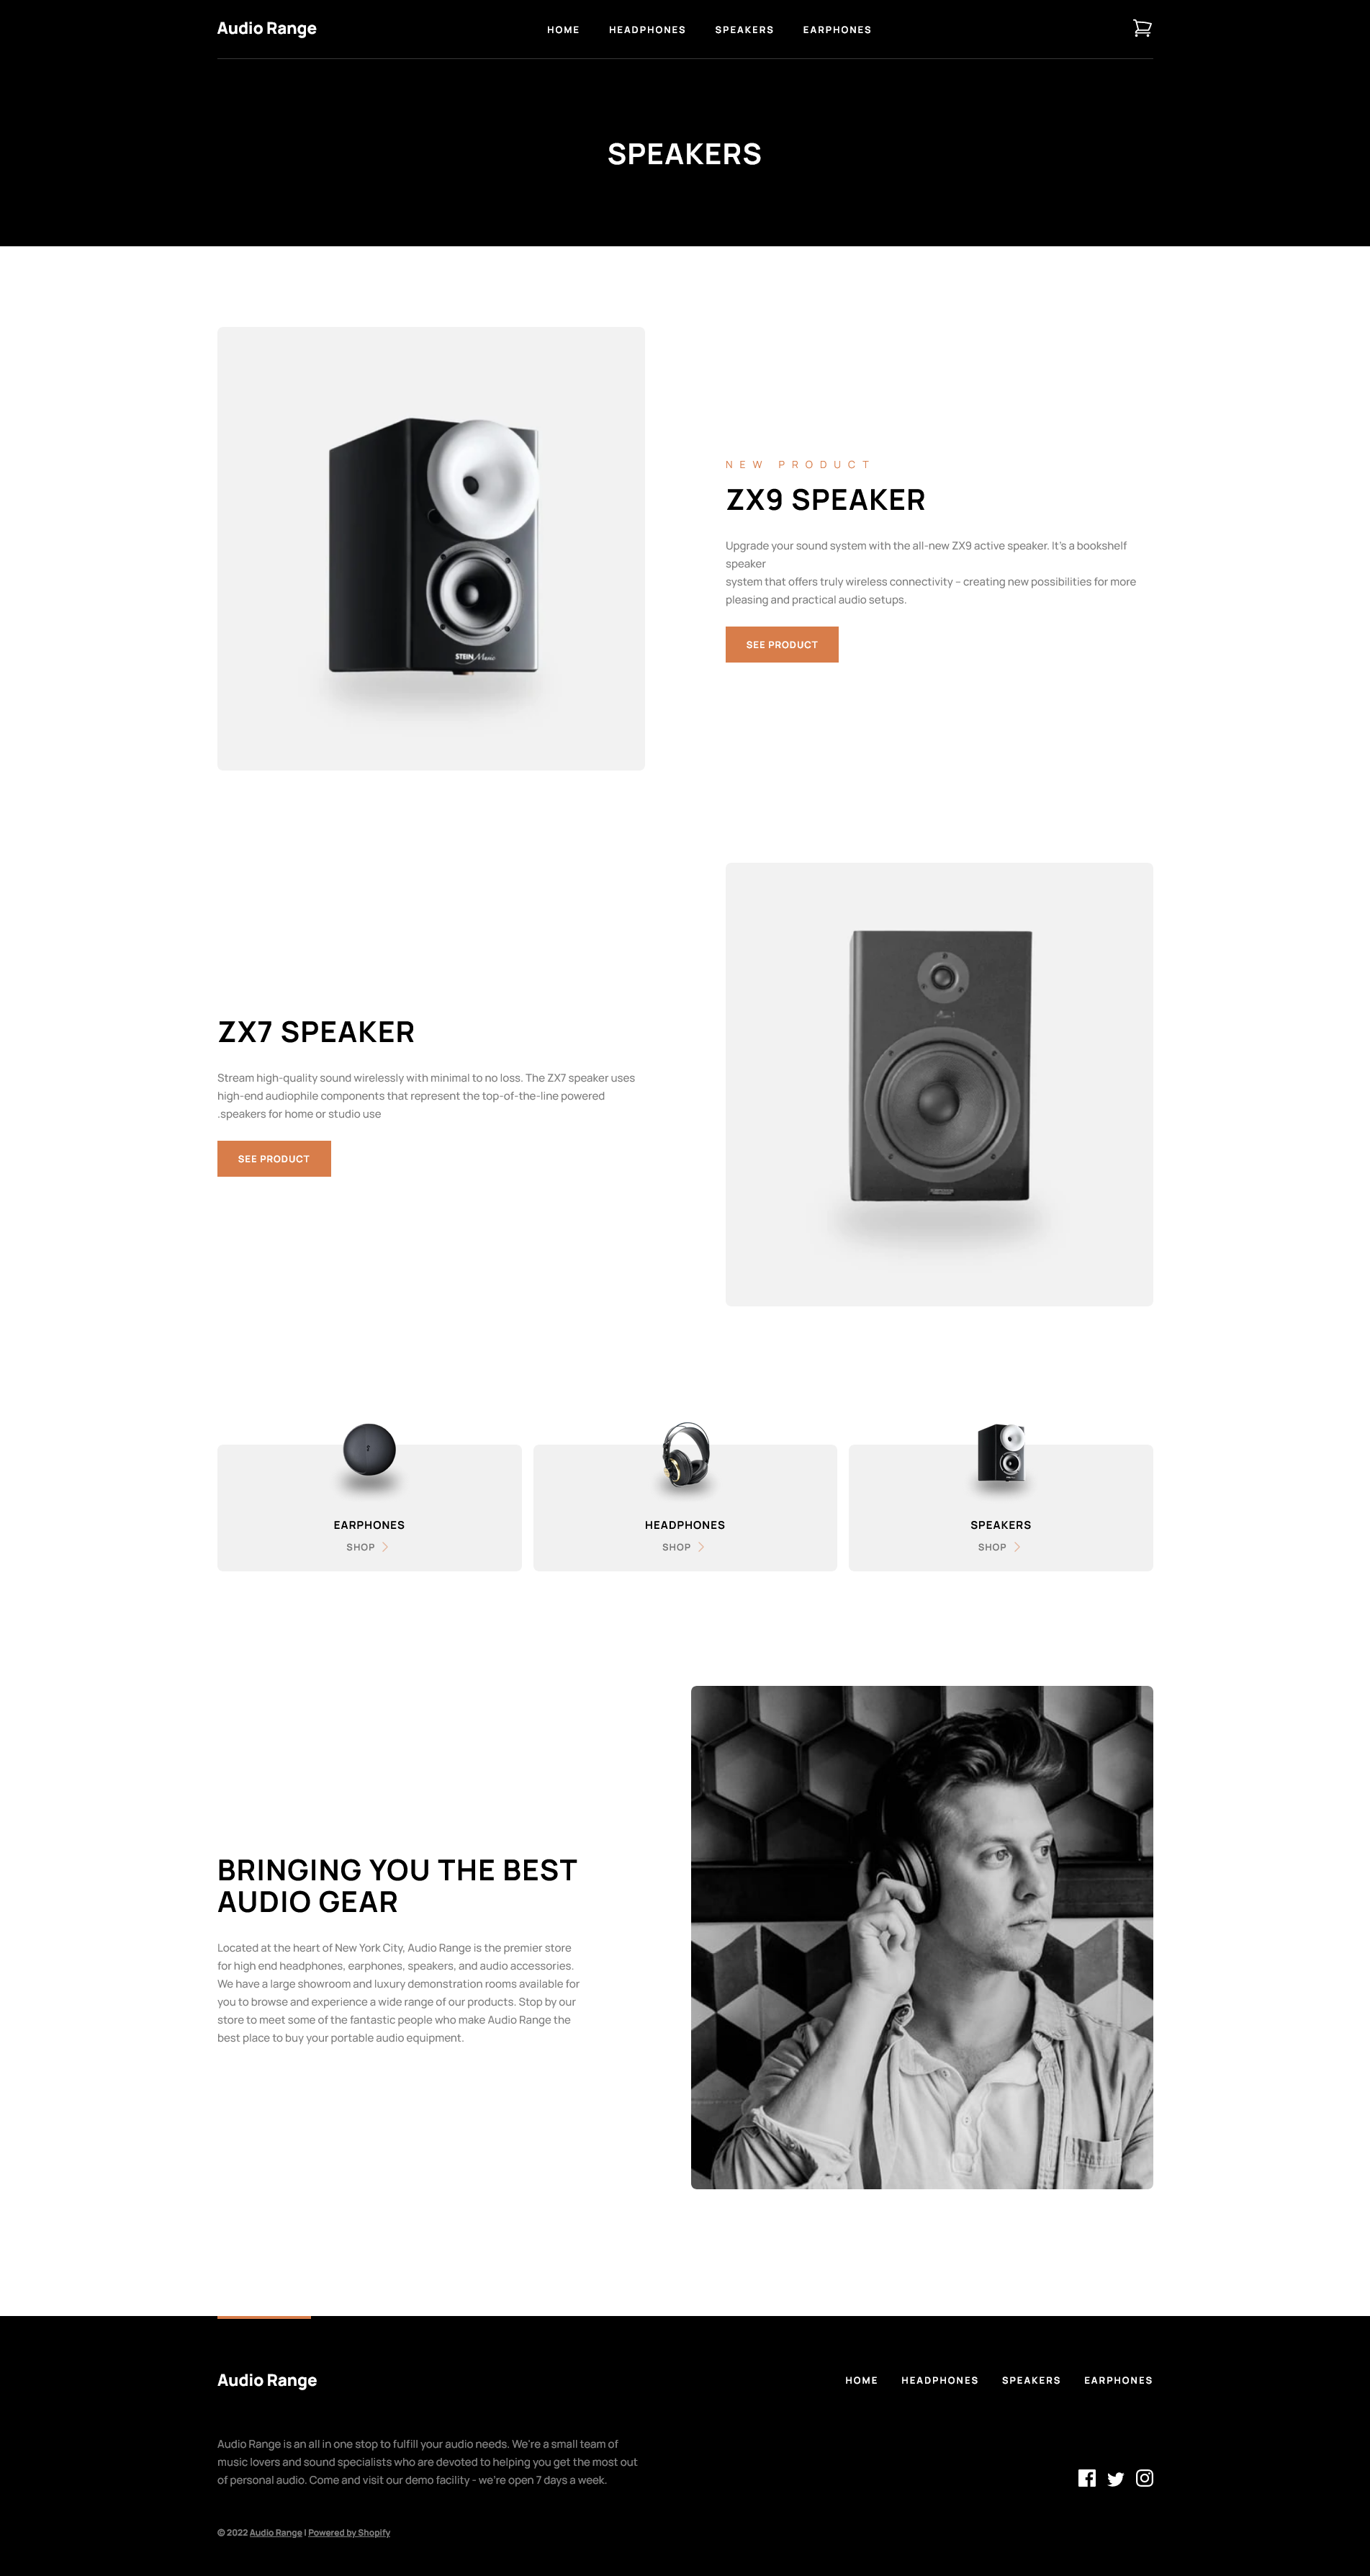 Audio Range
HOME HEADPHONES SPEAKERS EARPHONES
SPEAKERS
STEIN Music
NEW PRODUCT
ZX9 SPEAKER
Upgrade your sound system with the all-new ZX9 active speaker. It's a bookshelf
speaker
system that offers truly wireless connectivity – creating new possibilities for more
pleasing and practical audio setups.
SEE PRODUCT
ZX7 SPEAKER
Stream high-quality sound wirelessly with minimal to no loss. The ZX7 speaker uses
high-end audiophile components that represent the top-of-the-line powered
.speakers for home or studio use
SEE PRODUCT
EARPHONES
SHOP
HEADPHONES
SHOP
SPEAKERS
SHOP
BRINGING YOU THE BEST
AUDIO GEAR
Located at the heart of New York City, Audio Range is the premier store
for high end headphones, earphones, speakers, and audio accessories.
We have a large showroom and luxury demonstration rooms available for
you to browse and experience a wide range of our products. Stop by our
store to meet some of the fantastic people who make Audio Range the
best place to buy your portable audio equipment.
Audio Range
HOME HEADPHONES SPEAKERS EARPHONES
Audio Range is an all in one stop to fulfill your audio needs. We're a small team of
music lovers and sound specialists who are devoted to helping you get the most out
of personal audio. Come and visit our demo facility - we're open 7 days a week.
© 2022 Audio Range | Powered by Shopify